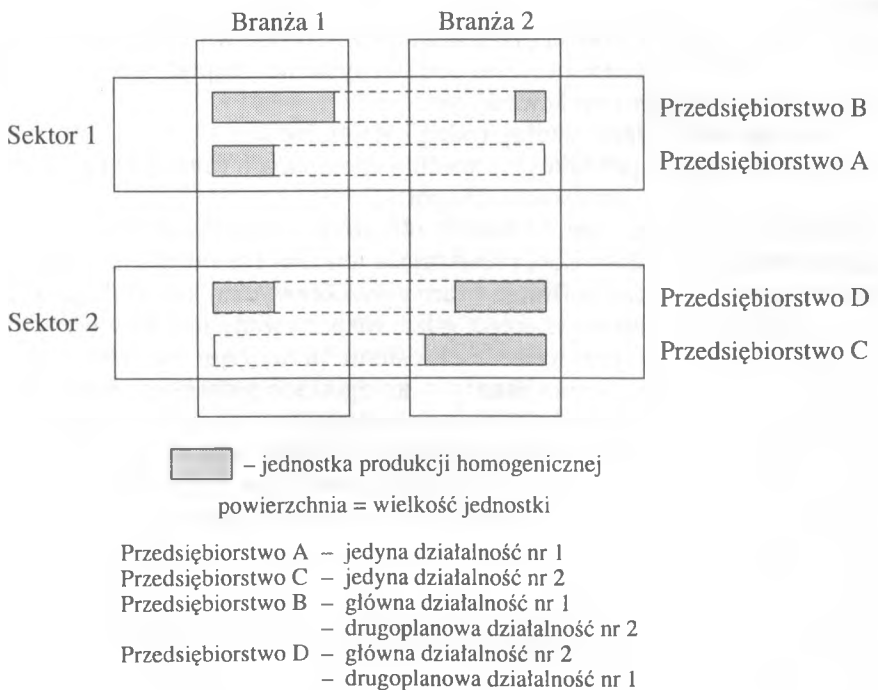 Branża 1 Branża 2
Sektor 1
Przedsiębiorstwo B
Przedsiębiorstwo A
Sektor 2
Przedsiębiorstwo D
Przedsiębiorstwo C
– jednostka produkcji homogenicznej
powierzchnia = wielkość jednostki
Przedsiębiorstwo A – jedyna działalność nr 1
Przedsiębiorstwo C – jedyna działalność nr 2
Przedsiębiorstwo B – główna działalność nr 1
– drugoplanowa działalność nr 2
Przedsiębiorstwo D – główna działalność nr 2
– drugoplanowa działalność nr 1